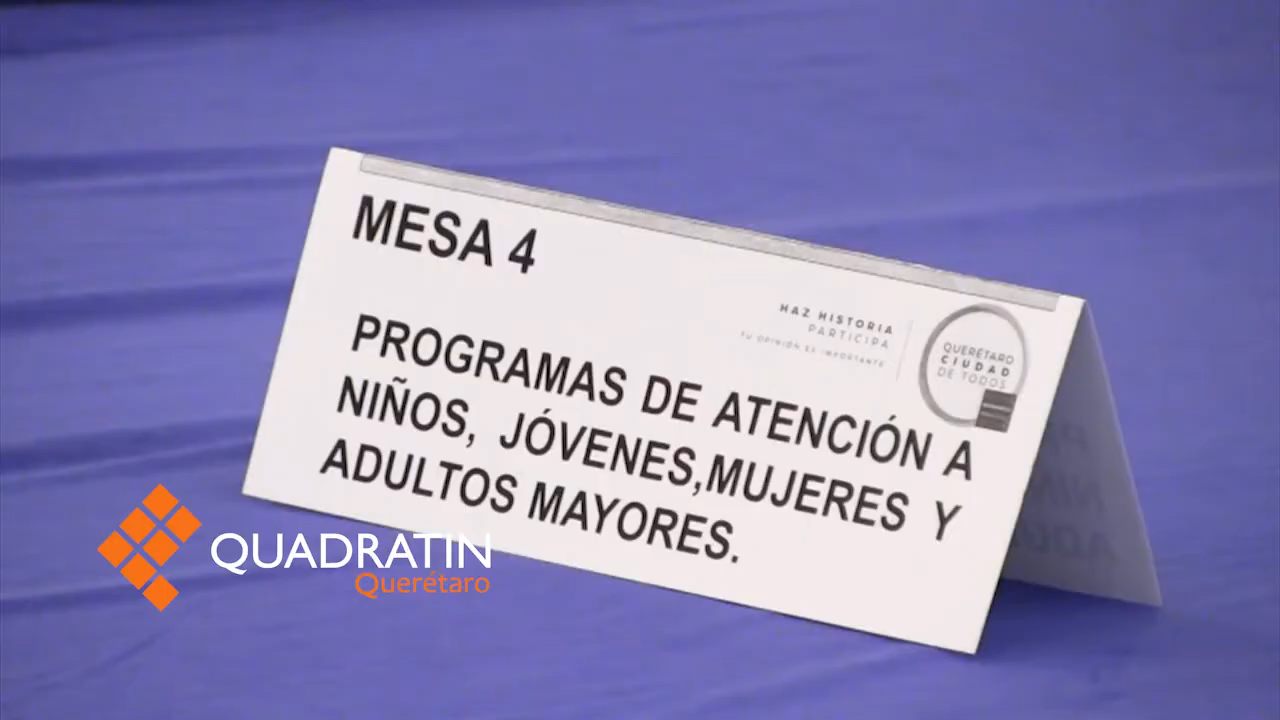 MESA 4
HAZ HISTORIA
PARTICIPA
TU OPINIÓN ES IMPORTANTE
QUERÉTARO
CIUDAD
DE TODOS
PROGRAMAS DE ATENCIÓN A
NIÑOS, JÓVENES,MUJERES Y
ADULTOS MAYORES.
QUADRATIN
Querétaro